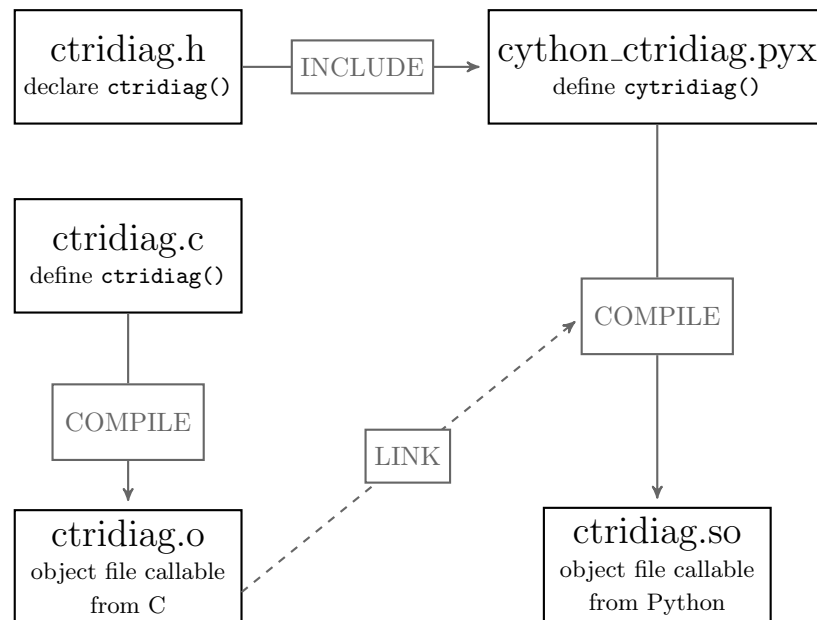 ctridiag.h
declare ctridiag()
INCLUDE
cython_ctridiag.pyx
define cytridiag()
ctridiag.c
define ctridiag()
COMPILE
COMPILE
LINK
ctridiag.o
object file callable
from C
ctridiag.so
object file callable
from Python